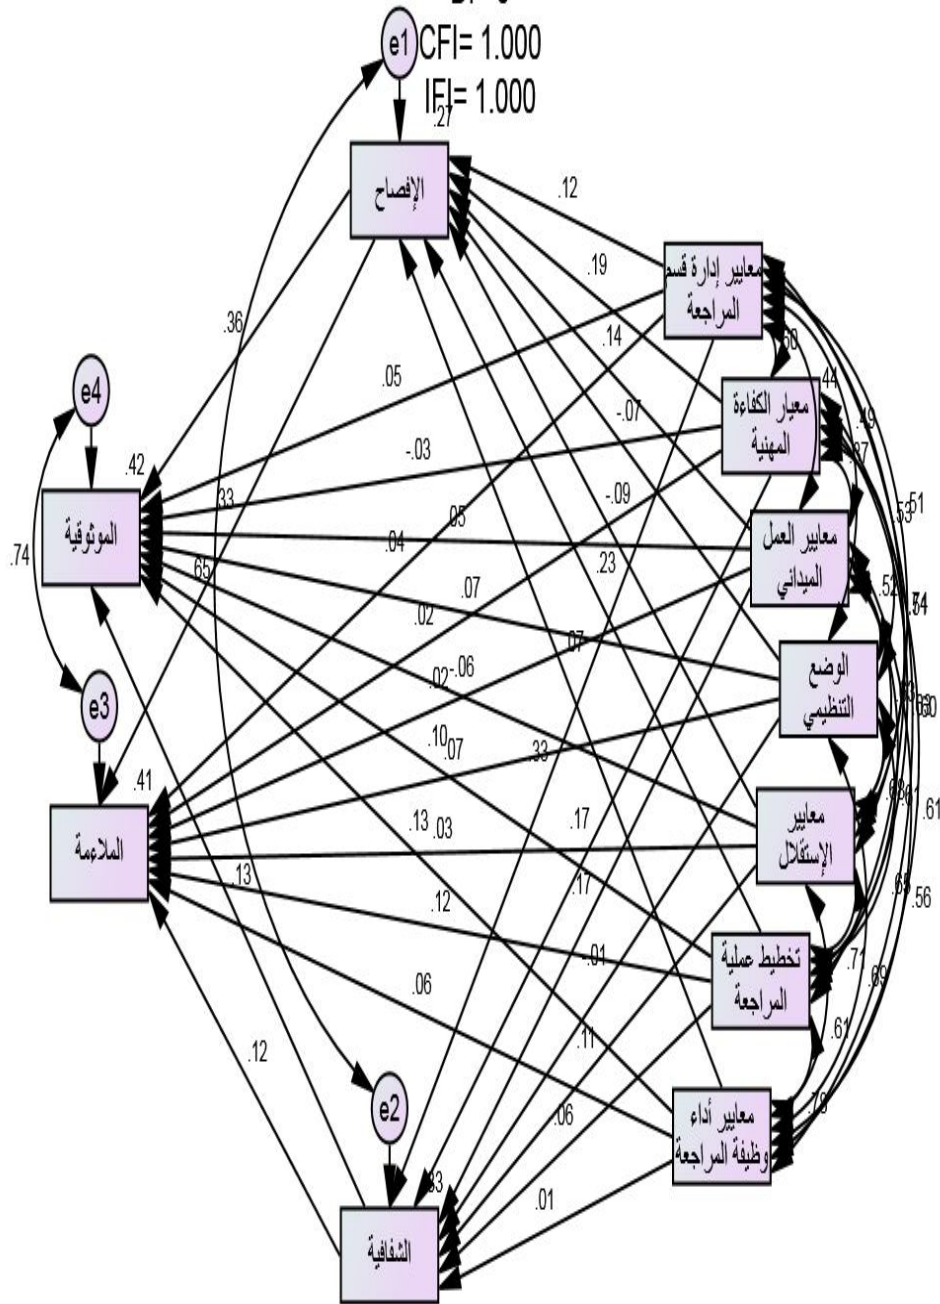 CFI= 1.000
IFI= 1.000
e1
.27
الإفصاح
.12
معايير إدارة قسم
المراجعة
.19
.14
.36
.05
-.07
معيار الكفاءة
المهنية
e4
.42
-.03
-.09
الموثوقية
معايير العمل
الميداني
.74
.33
.65
.04
.05
.23
.07
.02
.07
الوضع
التنظيمي
e3
.02
-.06
.10
.07
.33
.41
الملاءمة
.13
.03
.17
معايير
الإستقلال
.61
.13
.12
.17
.56
.06
-.01
تخطيط عملية
المراجعة
.71
.69
.61
.12
.11
e2
.06
.78
معايير أداء
وظيفة المراجعة
.01
الشفافية